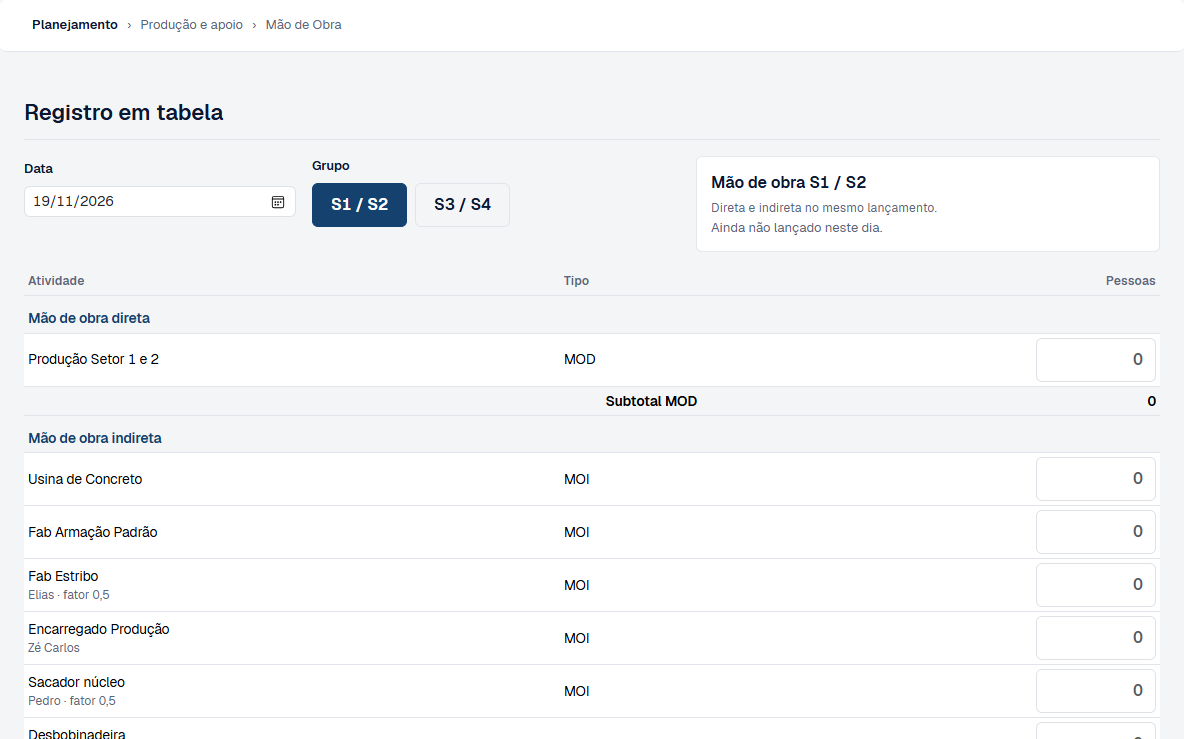 Planejamento › Produção e apoio › Mão de Obra
Registro em tabela
Data
19/11/2026
Grupo
S1 / S2
S3 / S4
Mão de obra S1 / S2
Direta e indireta no mesmo lançamento.
Ainda não lançado neste dia.
Atividade Tipo Pessoas
Mão de obra direta
Produção Setor 1 e 2 MOD 0
Subtotal MOD 0
Mão de obra indireta
Usina de Concreto MOI 0
Fab Armação Padrão MOI 0
Fab Estribo MOI 0
Elias · fator 0,5
Encarregado Produção MOI 0
Zé Carlos
Sacador núcleo MOI 0
Pedro · fator 0,5
Desbobinadeira